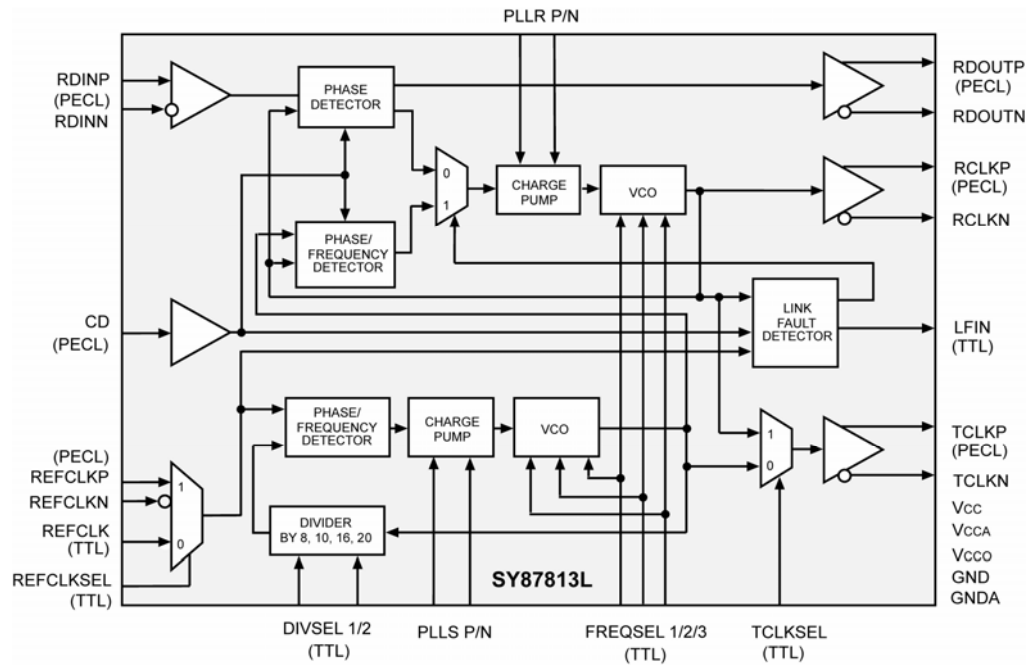 PLLR P/N
RDINP
(PECL)
RDINN
PHASE
DETECTOR
RDOUTP
(PECL)
RDOUTN
0
1
CHARGE
PUMP
VCO
RCLKP
(PECL)
RCLKN
PHASE/
FREQUENCY
DETECTOR
CD
(PECL)
LINK
FAULT
DETECTOR
LFIN
(TTL)
PHASE/
FREQUENCY
DETECTOR
CHARGE
PUMP
VCO
1
0
TCLKP
(PECL)
TCLKN
(PECL)
REFCLKP
REFCLKN
REFCLK
(TTL)
REFCLKSEL
(TTL)
1
0
DIVIDER
BY 8, 10, 16, 20
SY87813L
VCC
VCCA
VCCO
GND
GNDA
DIVSEL 1/2
(TTL)
PLLS P/N
FREQSEL 1/2/3
(TTL)
TCLKSEL
(TTL)